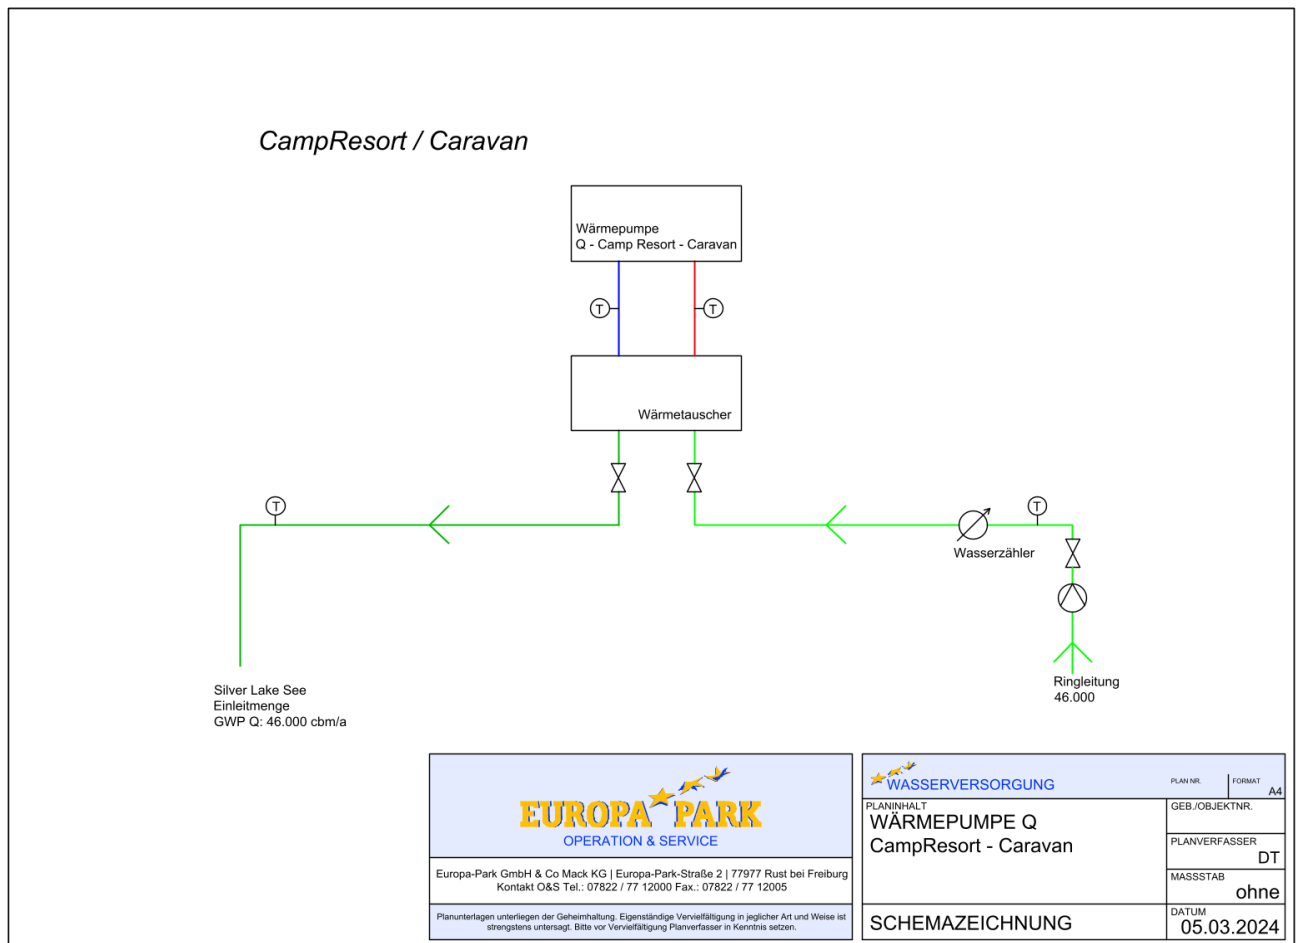 CampResort / Caravan
Wärmepumpe
Q - Camp Resort - Caravan
T
T
Wärmetauscher
T
T
Wasserzähler
Silver Lake See
Einleitmenge
GWP Q: 46.000 cbm/a
Ringleitung
46.000
EUROPA PARK
OPERATION & SERVICE
Europa-Park GmbH & Co Mack KG | Europa-Park-Straße 2 | 77977 Rust bei Freiburg
Kontakt O&S Tel.: 07822 / 77 12000 Fax.: 07822 / 77 12005
Planunterlagen unterliegen der Geheimhaltung. Eigenständige Vervielfältigung in jeglicher Art und Weise ist
strengstens untersagt. Bitte vor Vervielfältigung Planverfasser in Kenntnis setzen.
WASSERVERSORGUNG
PLAN NR.
FORMAT
A4
PLANINHALT
WÄRMEPUMPE Q
CampResort - Caravan
GEB./OBJEKTNR.
PLANVERFASSER
DT
MASSSTAB
ohne
SCHEMAZEICHNUNG
DATUM
05.03.2024